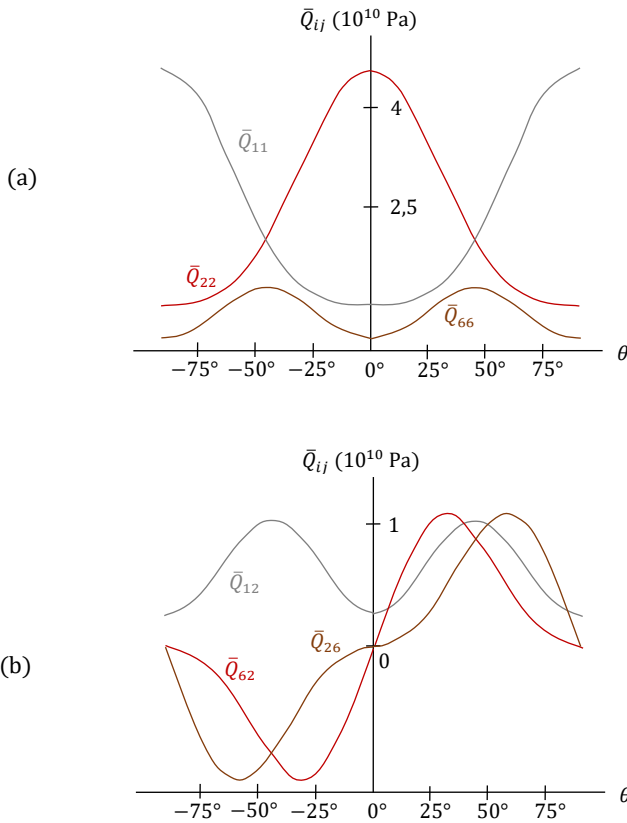 Q̄ᵢⱼ (10¹⁰ Pa)
4
Q̄₁₁
(a)
2,5
Q̄₂₂
Q̄₆₆
θ
−75° −50° −25° 0° 25° 50° 75°
Q̄ᵢⱼ (10¹⁰ Pa)
1
Q̄₁₂
Q̄₂₆
(b)
Q̄₆₂
0
θ
−75° −50° −25° 0° 25° 50° 75°